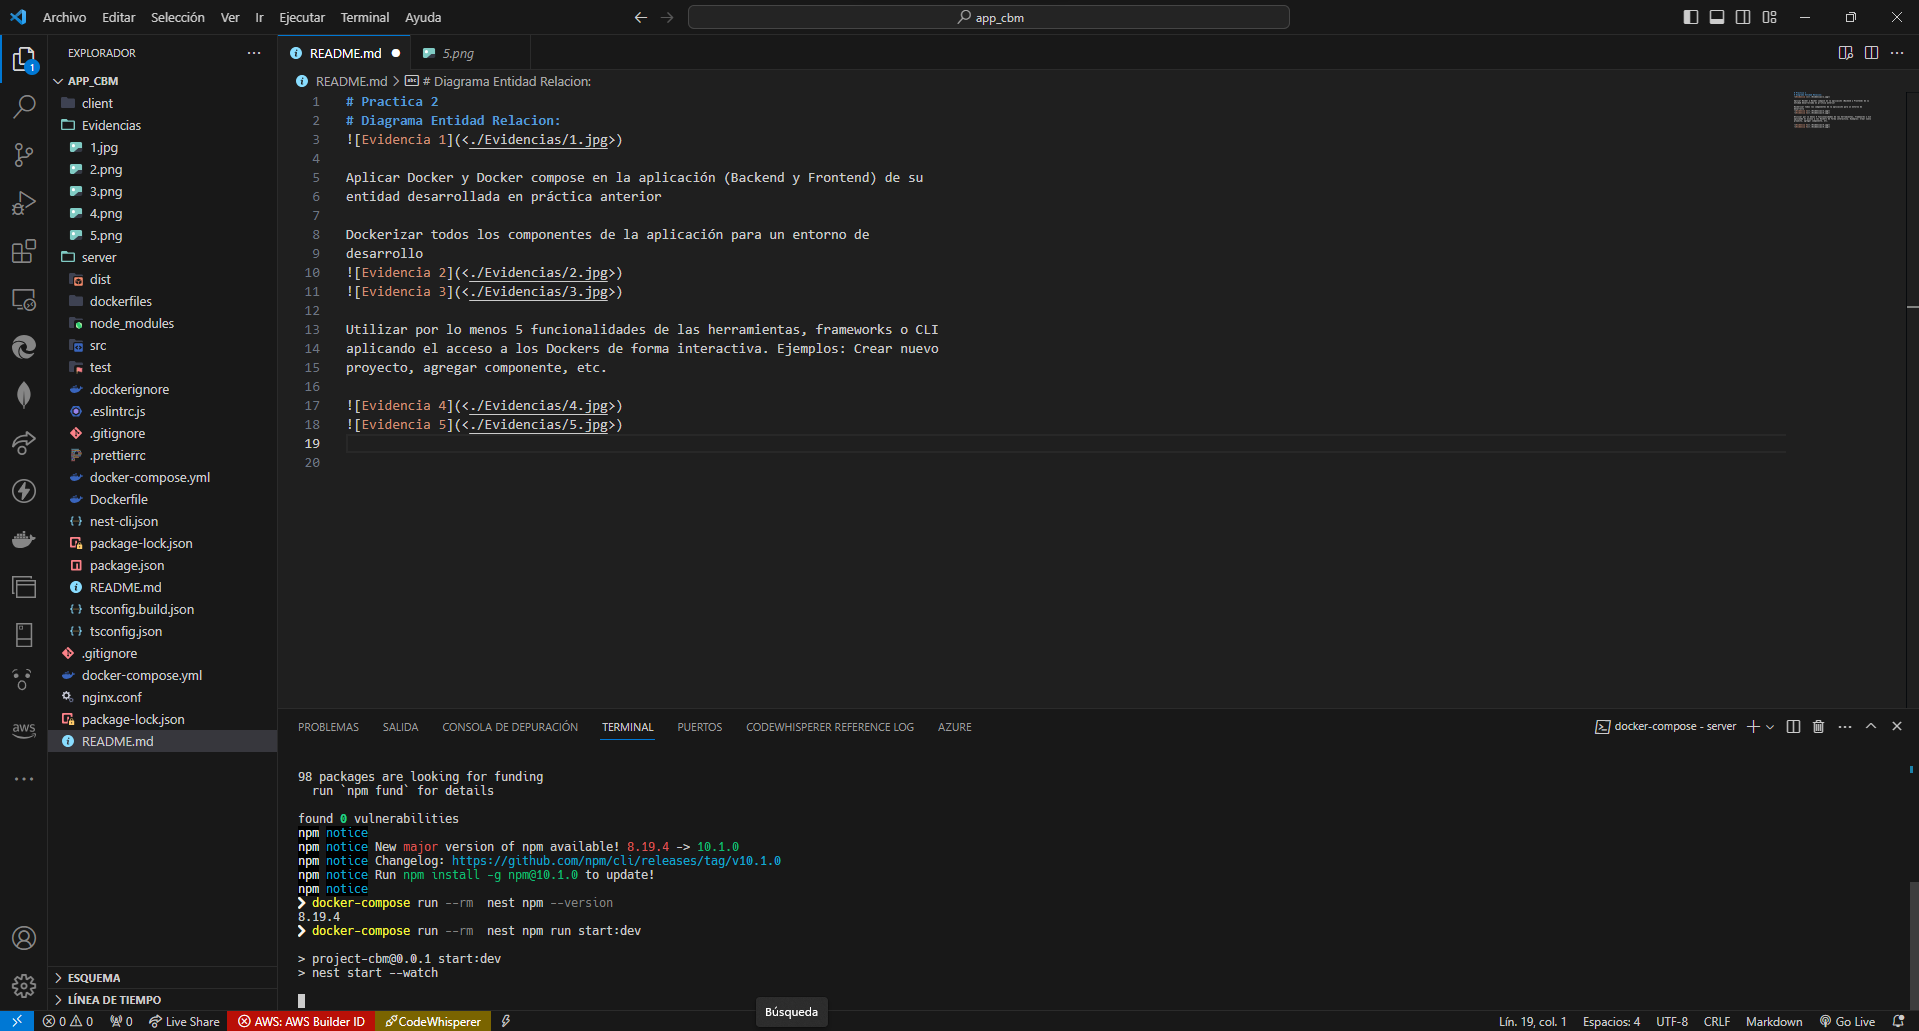 Archivo Editar Selección Ver Ir Ejecutar Terminal Ayuda
app_cbm
EXPLORADOR
APP_CBM
client
Evidencias
1.jpg
2.png
3.png
4.png
5.png
server
dist
dockerfiles
node_modules
src
test
.dockerignore
.eslintrc.js
.gitignore
.prettierrc
docker-compose.yml
Dockerfile
nest-cli.json
package-lock.json
package.json
README.md
tsconfig.build.json
tsconfig.json
.gitignore
docker-compose.yml
nginx.conf
package-lock.json
README.md
ESQUEMA
LÍNEA DE TIEMPO
1
aws
README.md
5.png
README.md > # Diagrama Entidad Relacion:
1 # Practica 2
2 # Diagrama Entidad Relacion:
3 ![Evidencia 1](<./Evidencias/1.jpg>)
4
5 Aplicar Docker y Docker compose en la aplicación (Backend y Frontend) de su
6 entidad desarrollada en práctica anterior
7
8 Dockerizar todos los componentes de la aplicación para un entorno de
9 desarrollo
10 ![Evidencia 2](<./Evidencias/2.jpg>)
11 ![Evidencia 3](<./Evidencias/3.jpg>)
12
13 Utilizar por lo menos 5 funcionalidades de las herramientas, frameworks o CLI
14 aplicando el acceso a los Dockers de forma interactiva. Ejemplos: Crear nuevo
15 proyecto, agregar componente, etc.
16
17 ![Evidencia 4](<./Evidencias/4.jpg>)
18 ![Evidencia 5](<./Evidencias/5.jpg>)
19
20
PROBLEMAS SALIDA CONSOLA DE DEPURACIÓN TERMINAL PUERTOS CODEWHISPERER REFERENCE LOG AZURE
docker-compose - server
98 packages are looking for funding
run `npm fund` for details
found 0 vulnerabilities
npm notice
npm notice New major version of npm available! 8.19.4 -> 10.1.0
npm notice Changelog: https://github.com/npm/cli/releases/tag/v10.1.0
npm notice Run npm install -g npm@10.1.0 to update!
npm notice
❯ docker-compose run --rm  nest npm --version
8.19.4
❯ docker-compose run --rm  nest npm run start:dev
> project-cbm@0.0.1 start:dev
> nest start --watch
Búsqueda
0 0 0 Live Share AWS: AWS Builder ID CodeWhisperer
Lín. 19, col. 1 Espacios: 4 UTF-8 CRLF Markdown Go Live